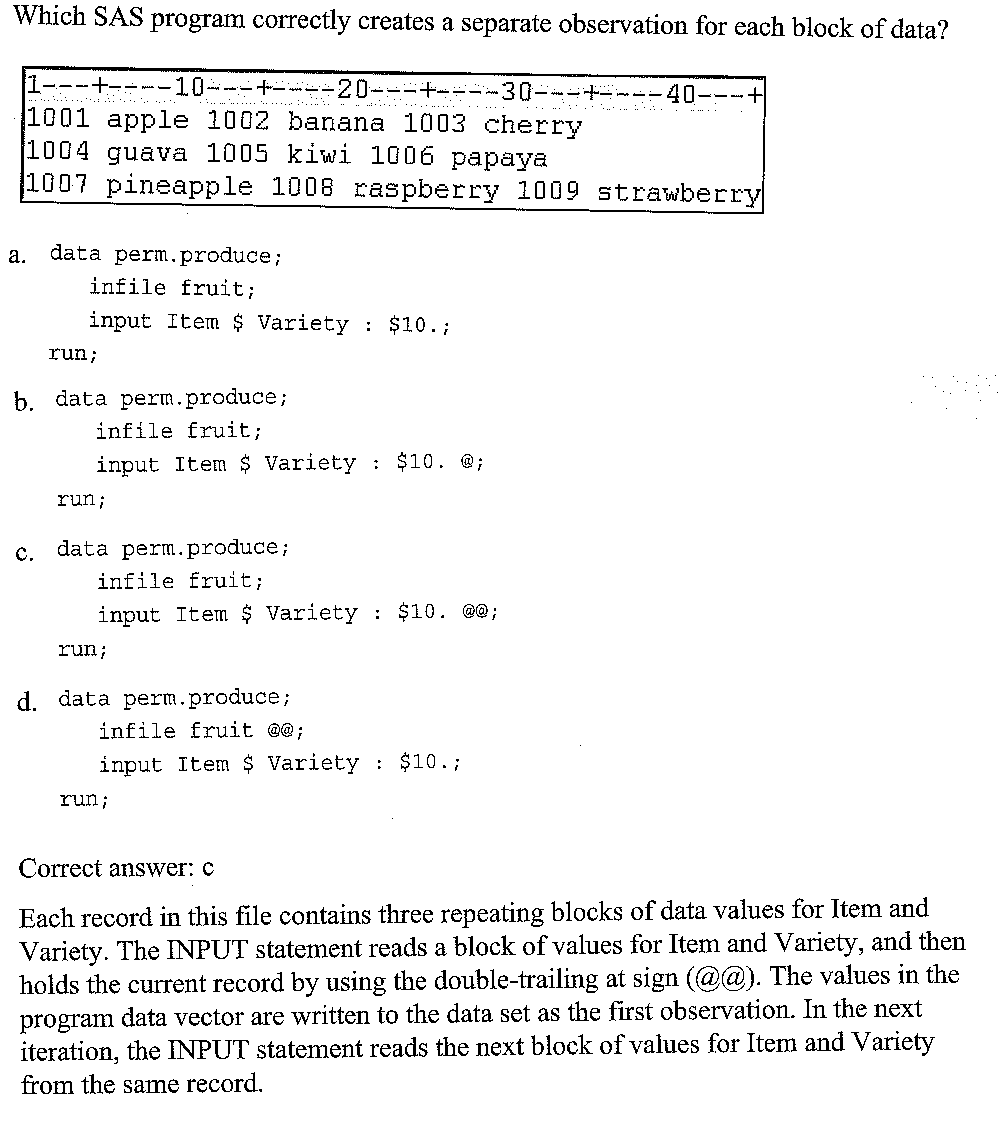 Which SAS program correctly creates a separate observation for each block of data?
1---+----10---+----20---+----30---+----40---+
1001 apple 1002 banana 1003 cherry
1004 guava 1005 kiwi 1006 papaya
1007 pineapple 1008 raspberry 1009 strawberry
a. data perm.produce;
infile fruit;
input Item $ Variety : $10.;
run;
b. data perm.produce;
infile fruit;
input Item $ Variety : $10. @;
run;
c. data perm.produce;
infile fruit;
input Item $ Variety : $10. @@;
run;
d. data perm.produce;
infile fruit @@;
input Item $ Variety : $10.;
run;
Correct answer: c
Each record in this file contains three repeating blocks of data values for Item and
Variety. The INPUT statement reads a block of values for Item and Variety, and then
holds the current record by using the double-trailing at sign (@@). The values in the
program data vector are written to the data set as the first observation. In the next
iteration, the INPUT statement reads the next block of values for Item and Variety
from the same record.